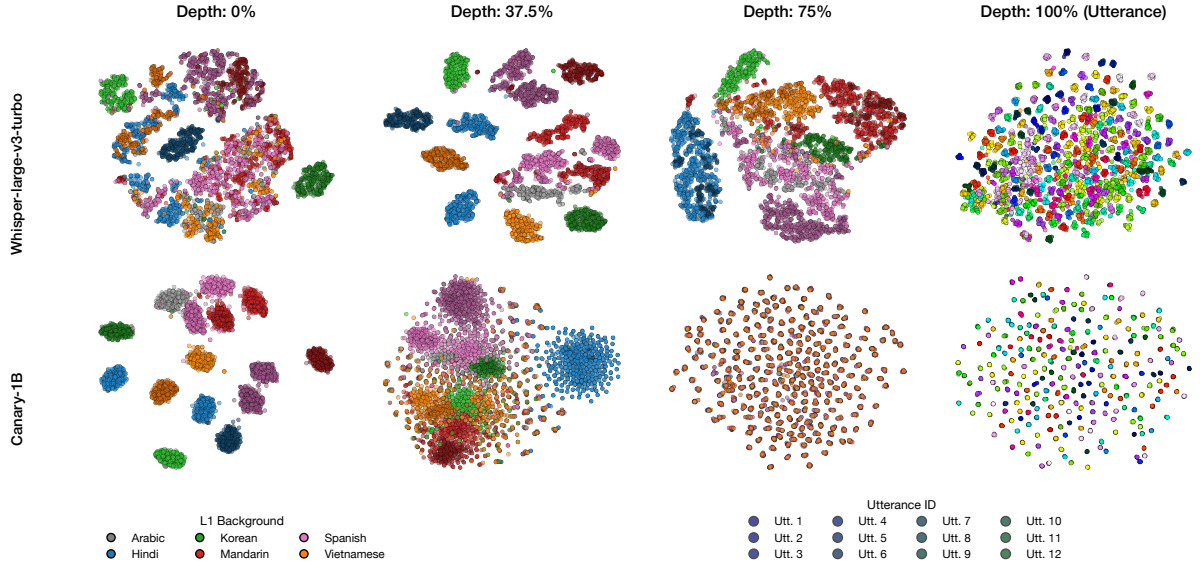 Depth: 0%
Depth: 37.5%
Depth: 75%
Depth: 100% (Utterance)
Whisper-large-v3-turbo
Canary-1B
L1 Background
Arabic
Korean
Spanish
Hindi
Mandarin
Vietnamese
Utterance ID
Utt. 1
Utt. 4
Utt. 7
Utt. 10
Utt. 2
Utt. 5
Utt. 8
Utt. 11
Utt. 3
Utt. 6
Utt. 9
Utt. 12